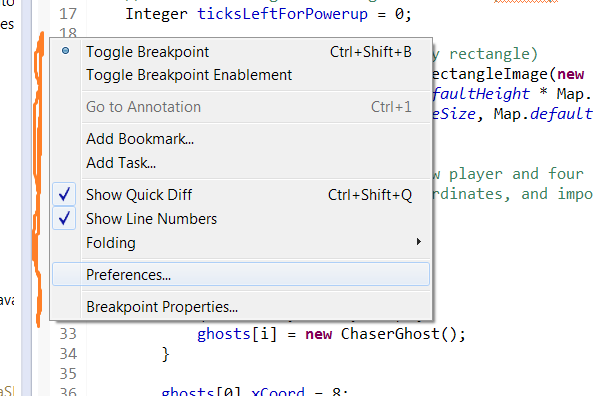 17 Integer ticksLeftForPowerup = 0;
18
Toggle Breakpoint Ctrl+Shift+B
y rectangle)
Toggle Breakpoint Enablement
ectangleImage(new
faultHeight * Map.
Go to Annotation Ctrl+1
eSize, Map.default
Add Bookmark...
Add Task...
w player and four
Show Quick Diff Ctrl+Shift+Q
rdinates, and impo
Show Line Numbers
Folding
Preferences...
ava
Breakpoint Properties...
33 ghosts[i] = new ChaserGhost();
34 }
35
36 ghosts[0].xCoord = 8;